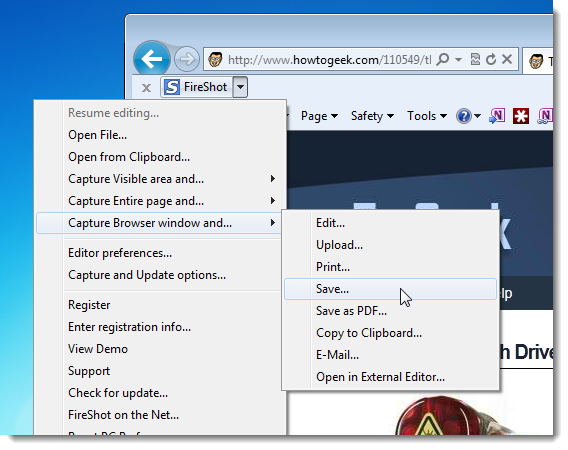 http://www.howtogeek.com/110549/tl
T
x
S FireShot
Page Safety Tools
Resume editing...
Open File...
Open from Clipboard...
Capture Visible area and...
Capture Entire page and...
Capture Browser window and...
Editor preferences...
Capture and Update options...
Register
Enter registration info...
View Demo
Support
Check for update...
FireShot on the Net...
Edit...
Upload...
Print...
Save...
Save as PDF...
Copy to Clipboard...
E-Mail...
Open in External Editor...
lp
h Drive